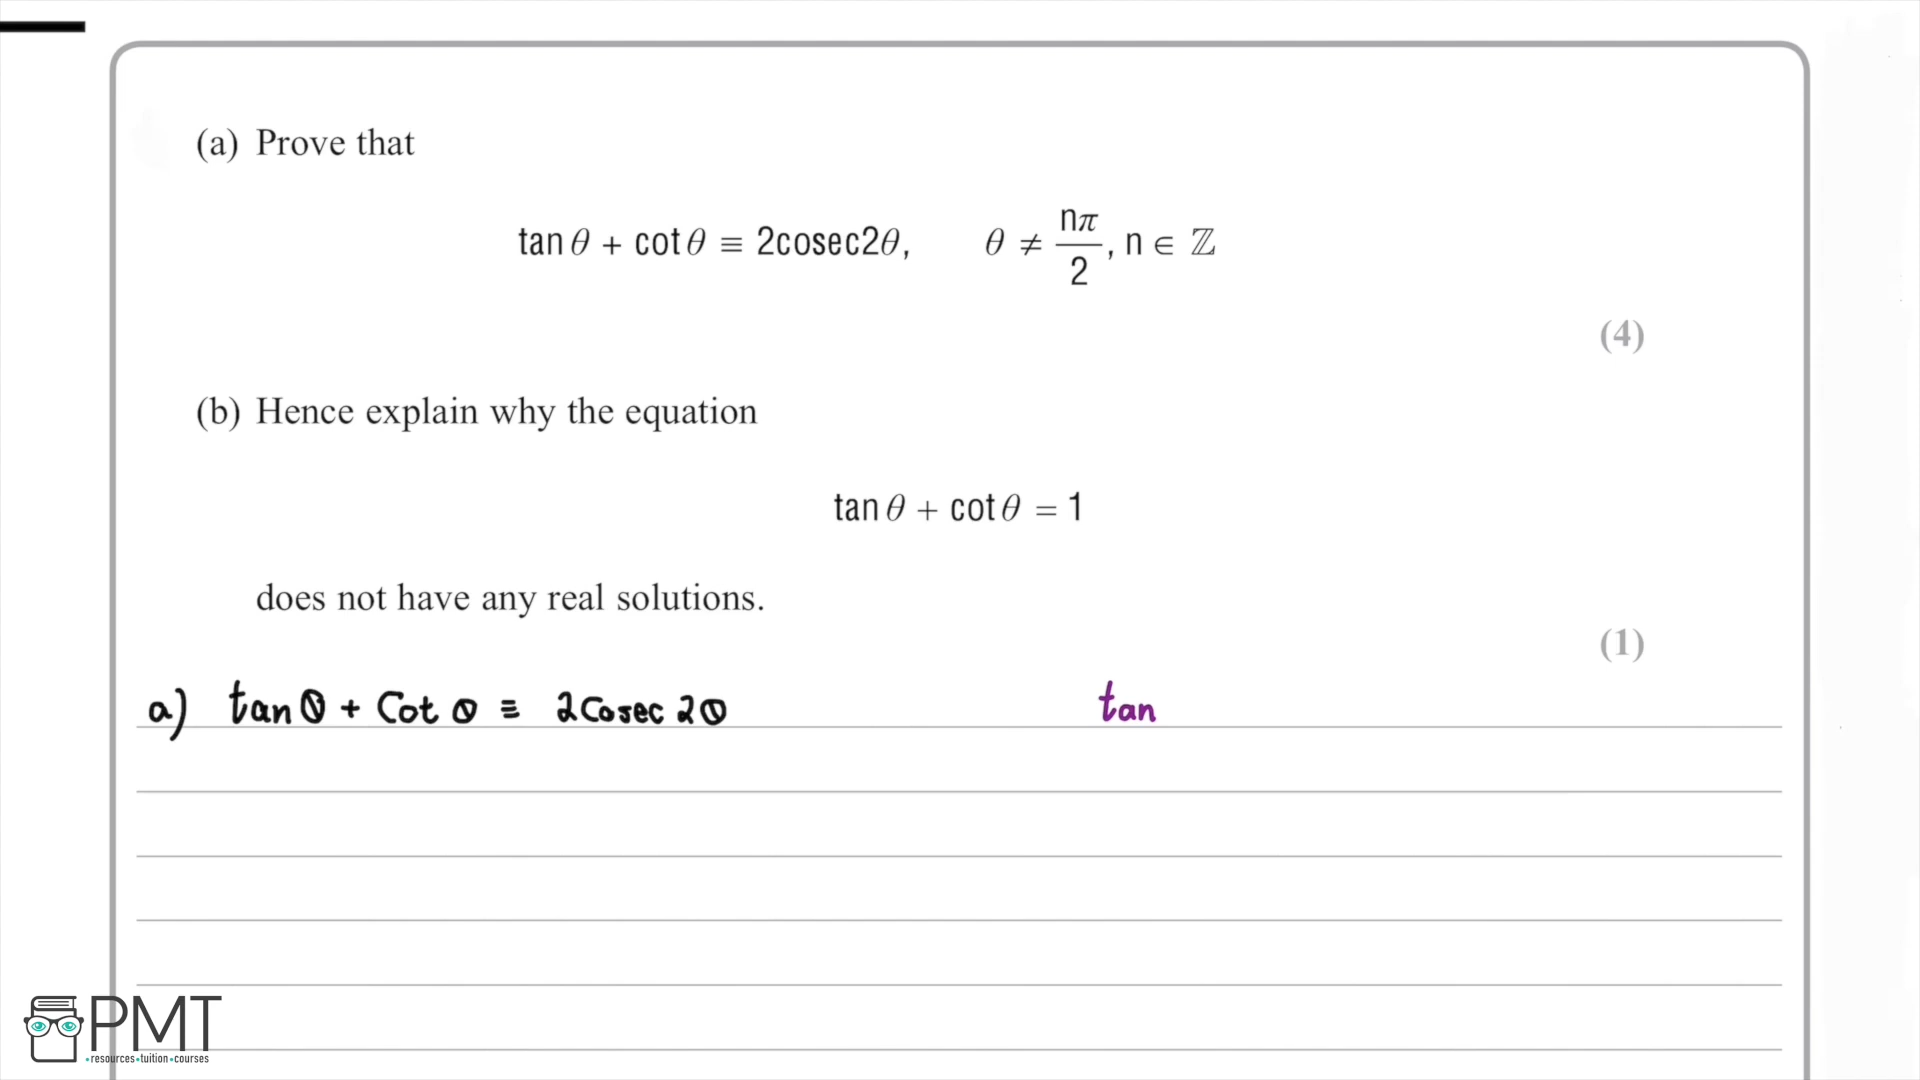 (a) Prove that
tan θ + cot θ ≡ 2cosec2θ, θ ≠ nπ/2, n ∈ ℤ
(4)
(b) Hence explain why the equation
tan θ + cot θ = 1
does not have any real solutions.
(1)
a) tan θ + Cot θ ≡ 2Cosec 2θ tan
PMT
•resources•tuition•courses